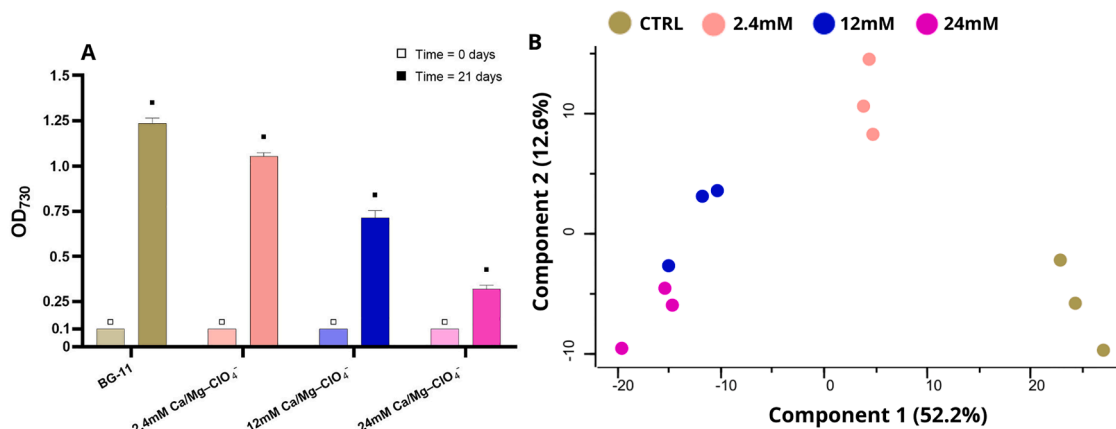 A
Time = 0 days
Time = 21 days
OD730
1.5
1.25
1.0
0.75
0.5
0.25
0.1
0
BG-11
2.4mM Ca/Mg–ClO4-
12mM Ca/Mg–ClO4-
24mM Ca/Mg–ClO4-
B
CTRL 2.4mM 12mM 24mM
Component 2 (12.6%)
10
0
-10
-20 -10 0 10 20
Component 1 (52.2%)